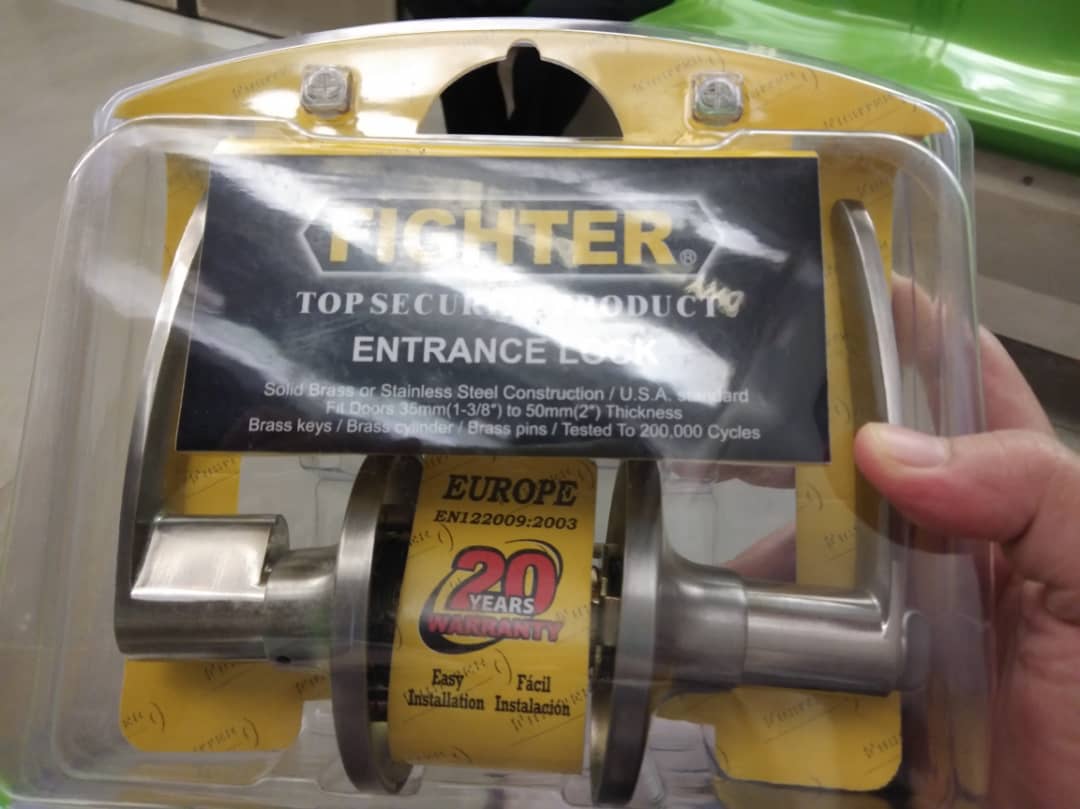 FIGHTER®
TOP SECURITY PRODUCT
ENTRANCE LOCK
Solid Brass or Stainless Steel Construction / U.S.A. standard
Fit Doors 35mm(1-3/8") to 50mm(2") Thickness
Brass keys / Brass cylinder / Brass pins / Tested To 200,000 Cycles
EUROPE
EN122009:2003
20
YEARS
WARRANTY
Easy Fácil
Installation Instalación